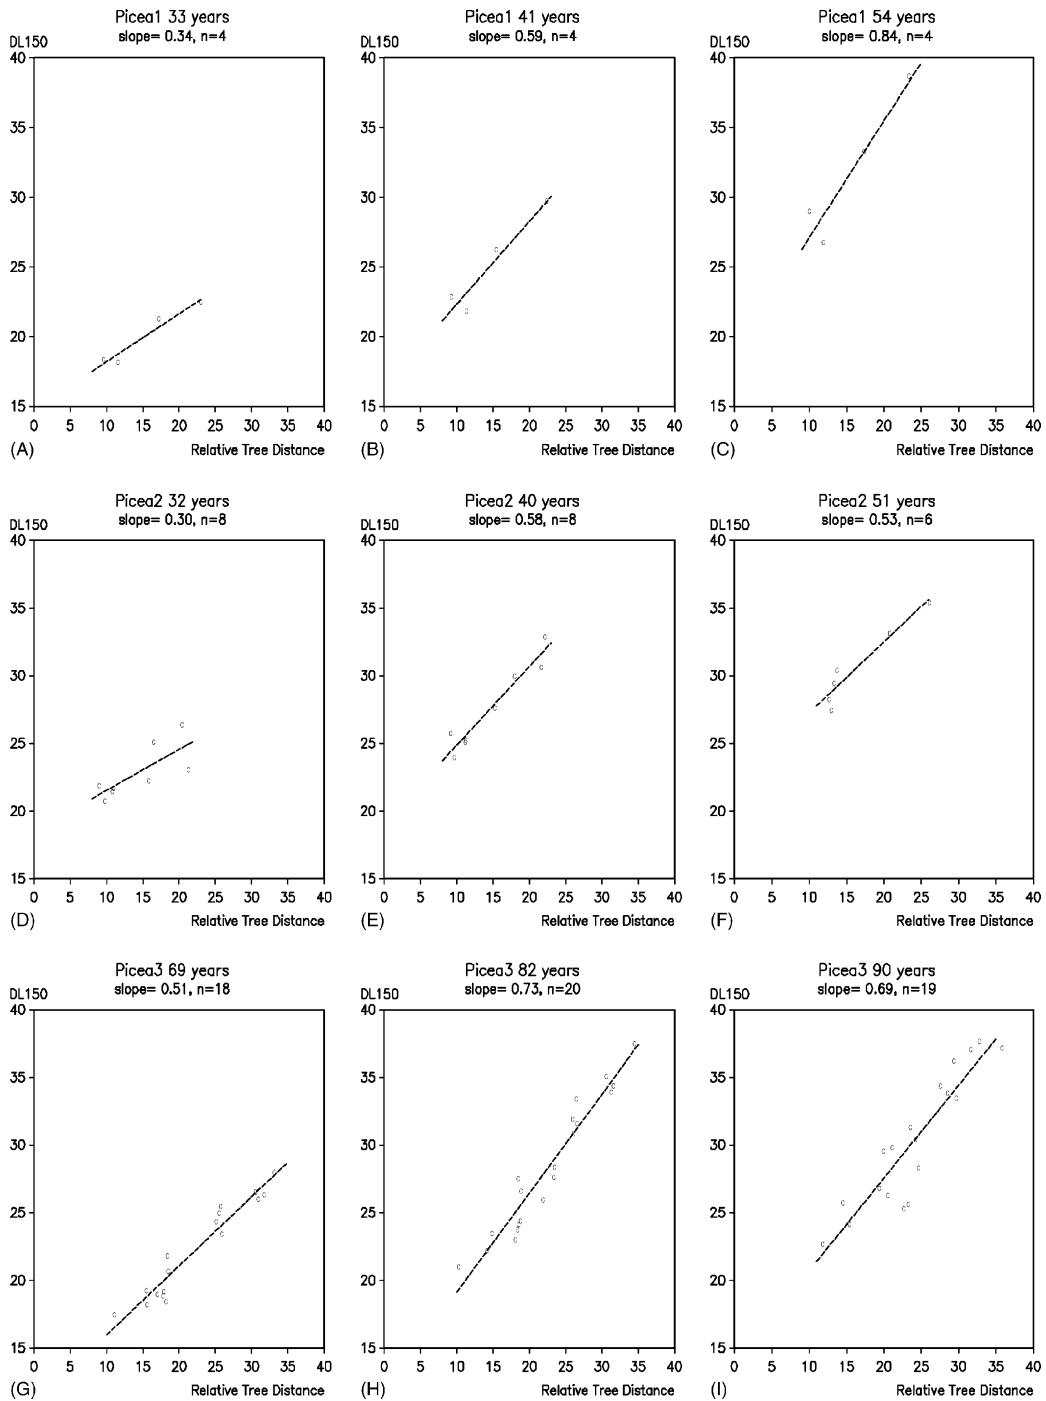 Picea1 33 years
slope= 0.34, n=4
DL150
40
35
30
25
20
15
0 5 10 15 20 25 30 35 40
(A) Relative Tree Distance
Picea1 41 years
slope= 0.59, n=4
DL150
40
35
30
25
20
15
0 5 10 15 20 25 30 35 40
(B) Relative Tree Distance
Picea1 54 years
slope= 0.84, n=4
DL150
40
35
30
25
20
15
0 5 10 15 20 25 30 35 40
(C) Relative Tree Distance
Picea2 32 years
slope= 0.30, n=8
DL150
40
35
30
25
20
15
0 5 10 15 20 25 30 35 40
(D) Relative Tree Distance
Picea2 40 years
slope= 0.58, n=8
DL150
40
35
30
25
20
15
0 5 10 15 20 25 30 35 40
(E) Relative Tree Distance
Picea2 51 years
slope= 0.53, n=6
DL150
40
35
30
25
20
15
0 5 10 15 20 25 30 35 40
(F) Relative Tree Distance
Picea3 69 years
slope= 0.51, n=18
DL150
40
35
30
25
20
15
0 5 10 15 20 25 30 35 40
(G) Relative Tree Distance
Picea3 82 years
slope= 0.73, n=20
DL150
40
35
30
25
20
15
0 5 10 15 20 25 30 35 40
(H) Relative Tree Distance
Picea3 90 years
slope= 0.69, n=19
DL150
40
35
30
25
20
15
0 5 10 15 20 25 30 35 40
(I) Relative Tree Distance